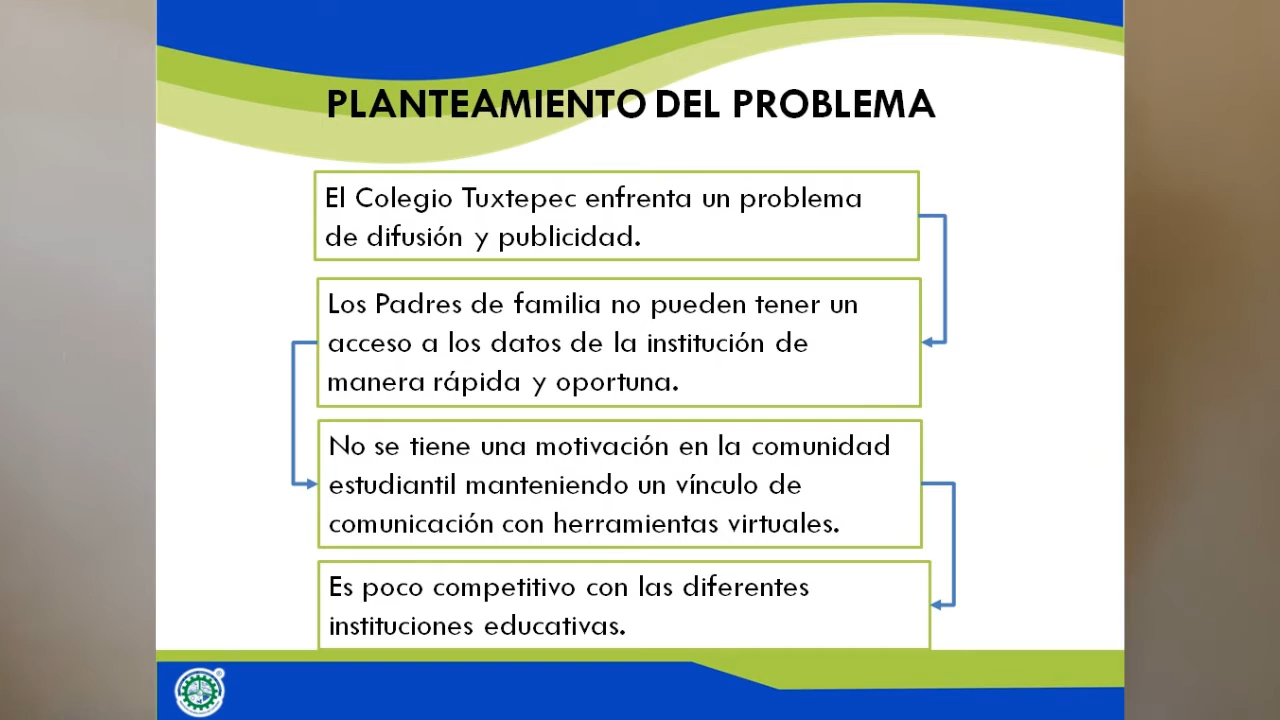 PLANTEAMIENTO DEL PROBLEMA
El Colegio Tuxtepec enfrenta un problema
de difusión y publicidad.
Los Padres de familia no pueden tener un
acceso a los datos de la institución de
manera rápida y oportuna.
No se tiene una motivación en la comunidad
estudiantil manteniendo un vínculo de
comunicación con herramientas virtuales.
Es poco competitivo con las diferentes
instituciones educativas.